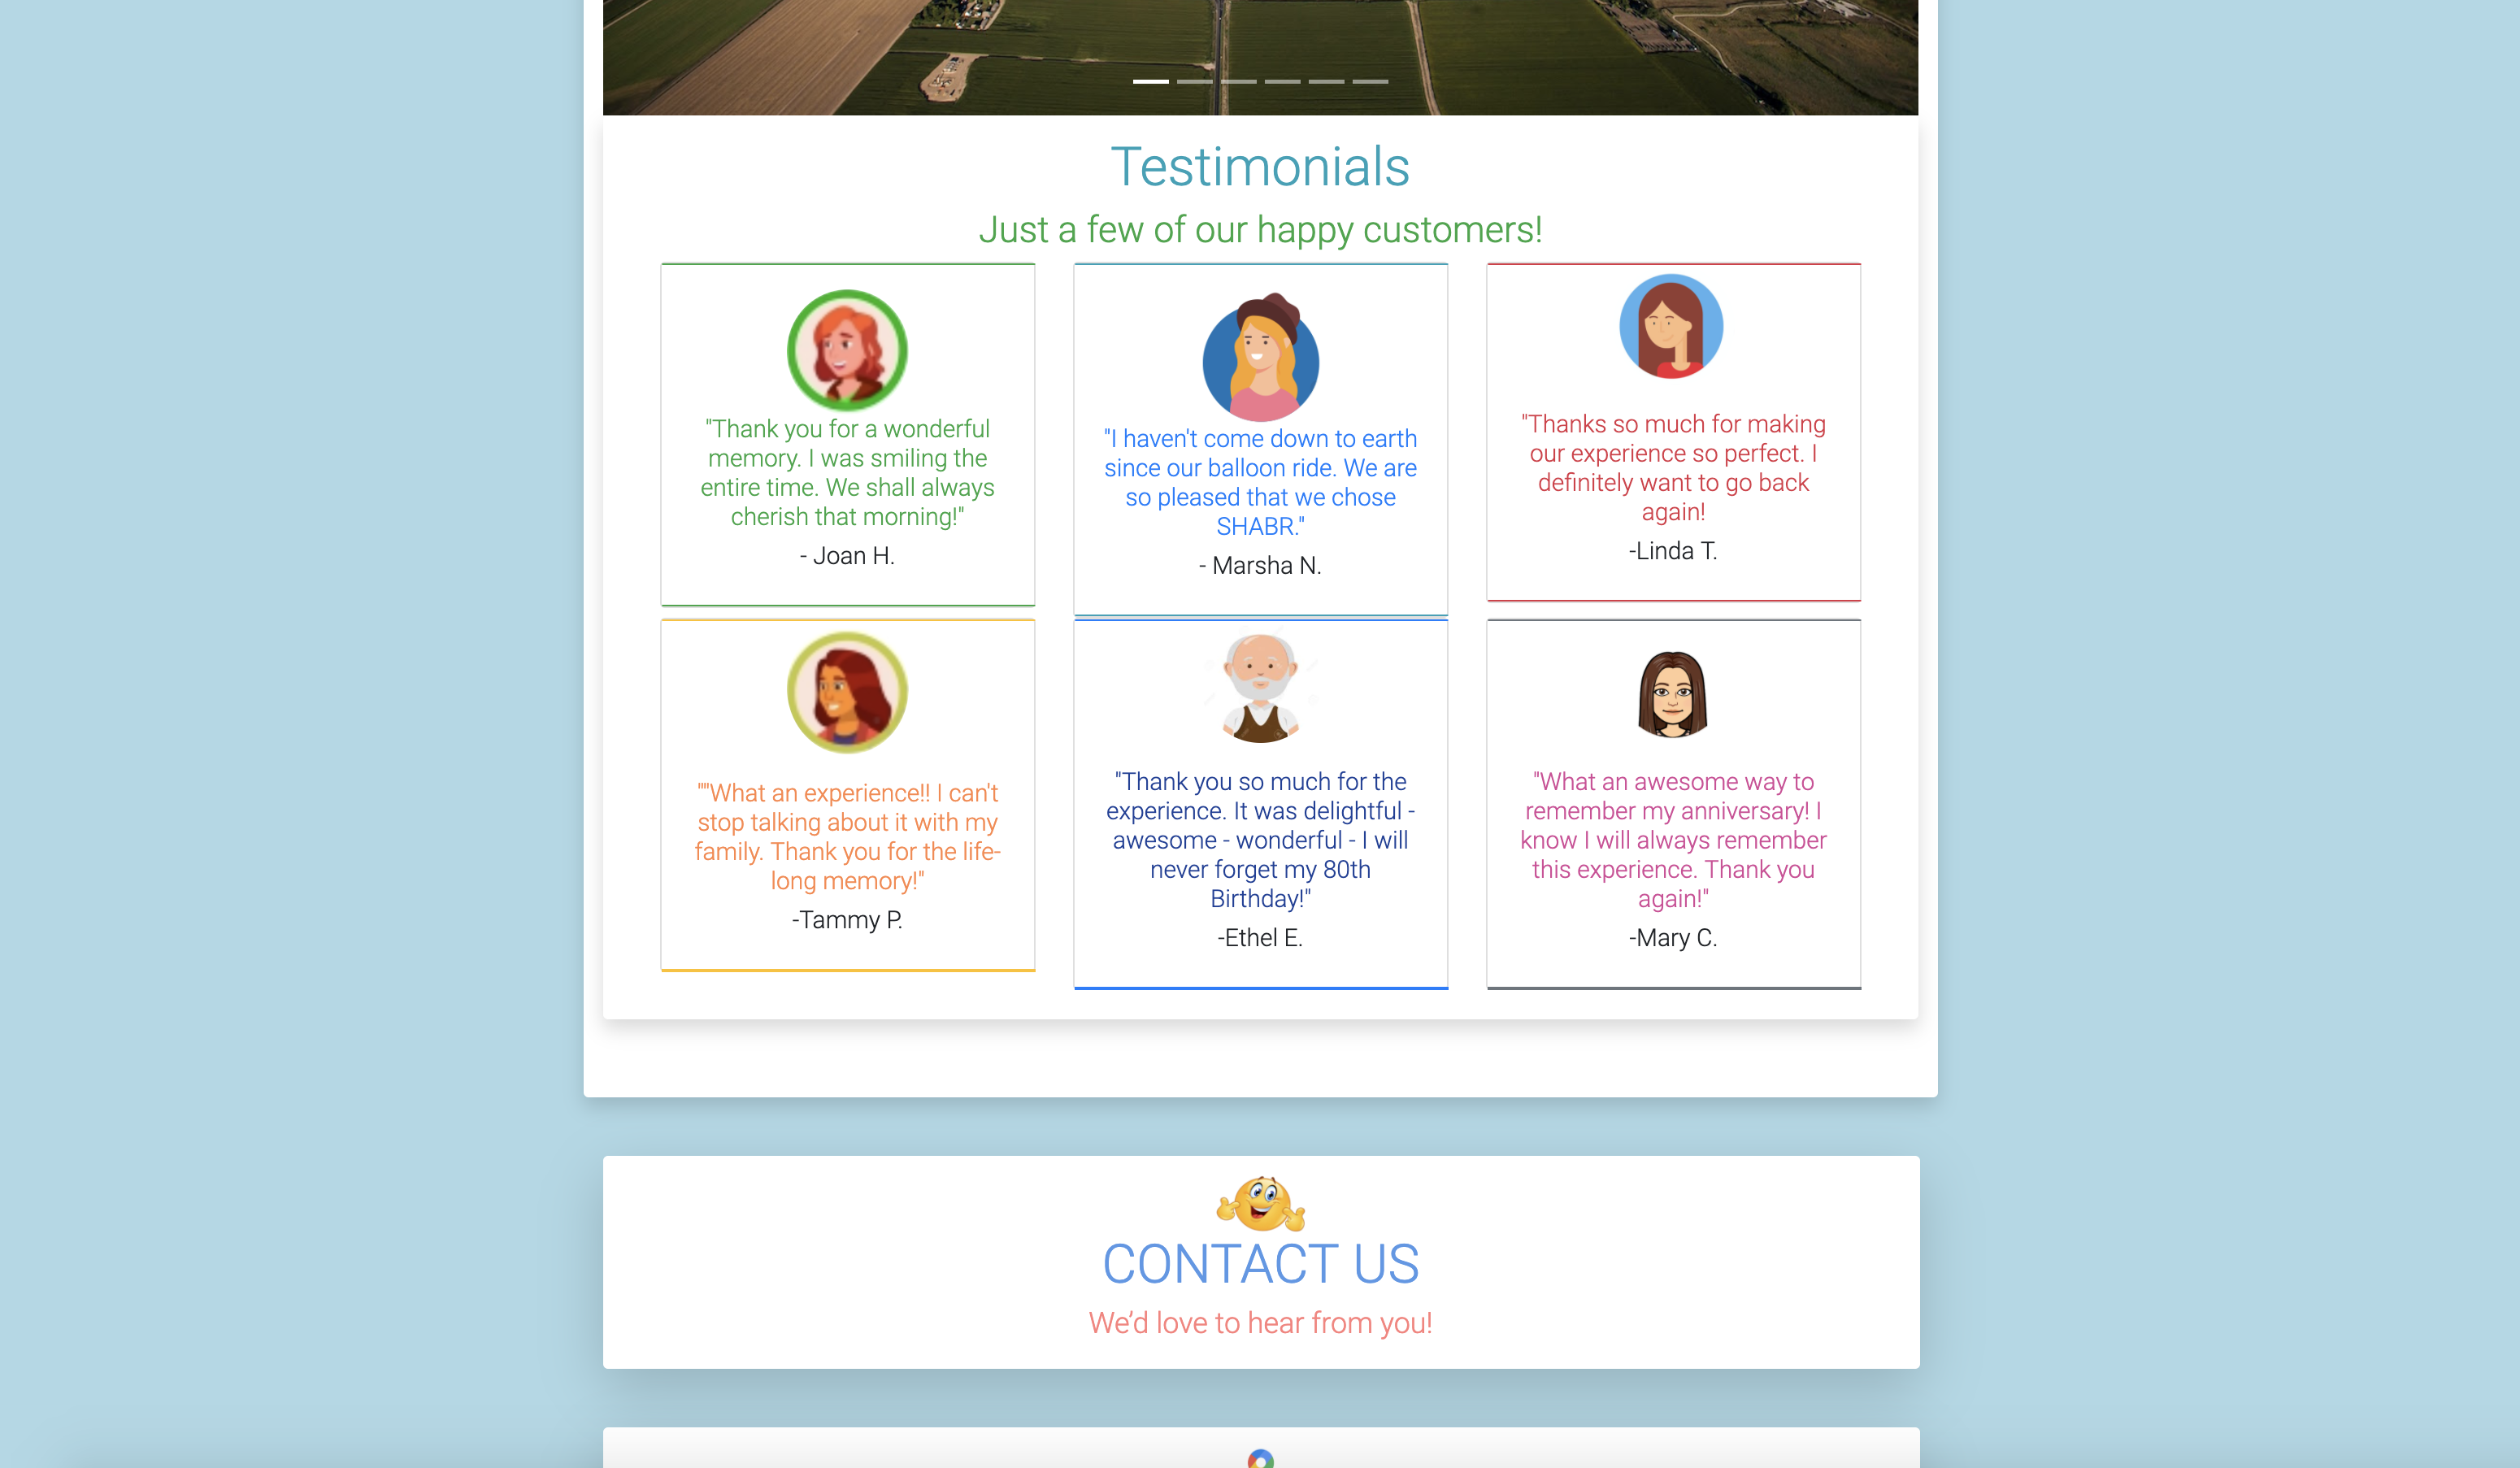 Testimonials
Just a few of our happy customers!
"Thank you for a wonderful
memory. I was smiling the
entire time. We shall always
cherish that morning!"
- Joan H.
"I haven't come down to earth
since our balloon ride. We are
so pleased that we chose
SHABR."
- Marsha N.
"Thanks so much for making
our experience so perfect. I
definitely want to go back
again!
-Linda T.
""What an experience!! I can't
stop talking about it with my
family. Thank you for the life-
long memory!"
-Tammy P.
"Thank you so much for the
experience. It was delightful -
awesome - wonderful - I will
never forget my 80th
Birthday!"
-Ethel E.
"What an awesome way to
remember my anniversary! I
know I will always remember
this experience. Thank you
again!"
-Mary C.
CONTACT US
We’d love to hear from you!